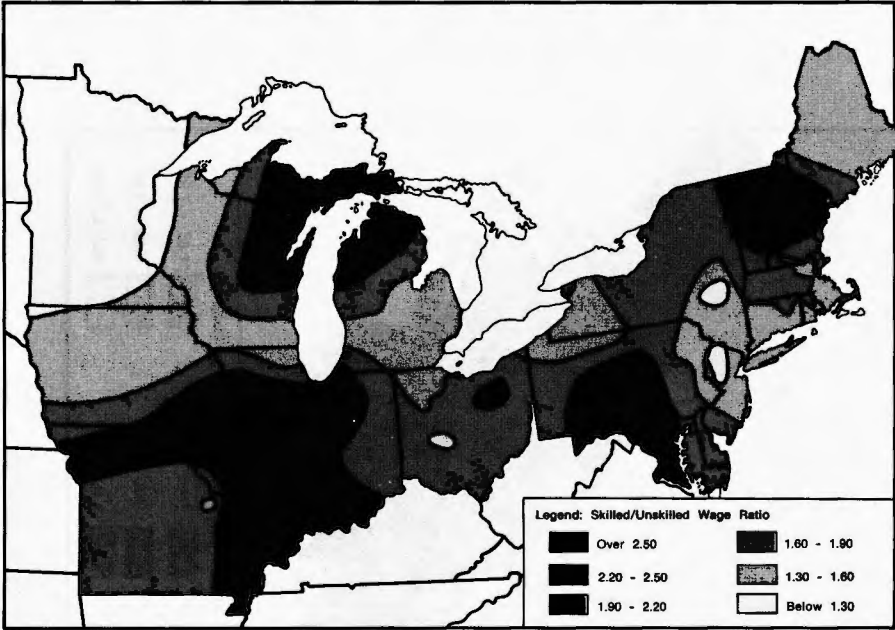 Legend: Skilled/Unskilled Wage Ratio
Over 2.50
2.20 - 2.50
1.90 - 2.20
1.60 - 1.90
1.30 - 1.60
Below 1.30